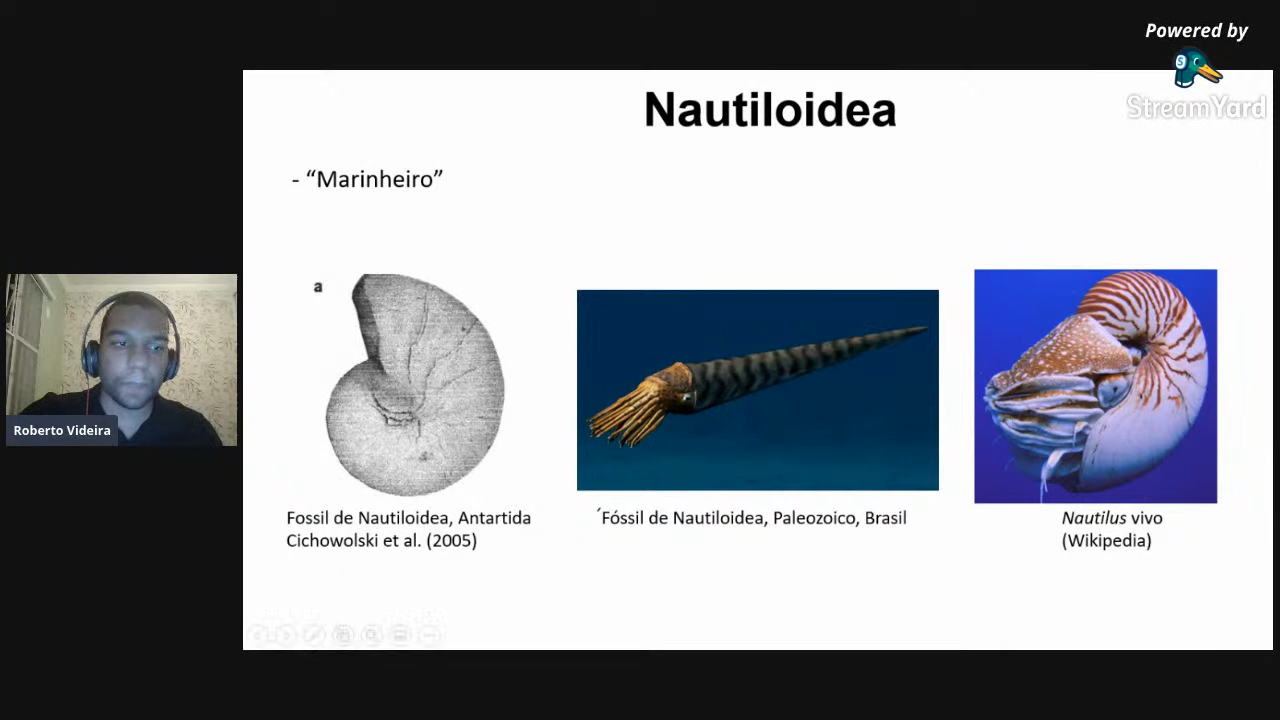 Powered by
StreamYard
Nautiloidea
- “Marinheiro”
a
Roberto Videira
Fossil de Nautiloidea, Antartida
Cichowolski et al. (2005)
´Fóssil de Nautiloidea, Paleozoico, Brasil
Nautilus vivo
(Wikipedia)